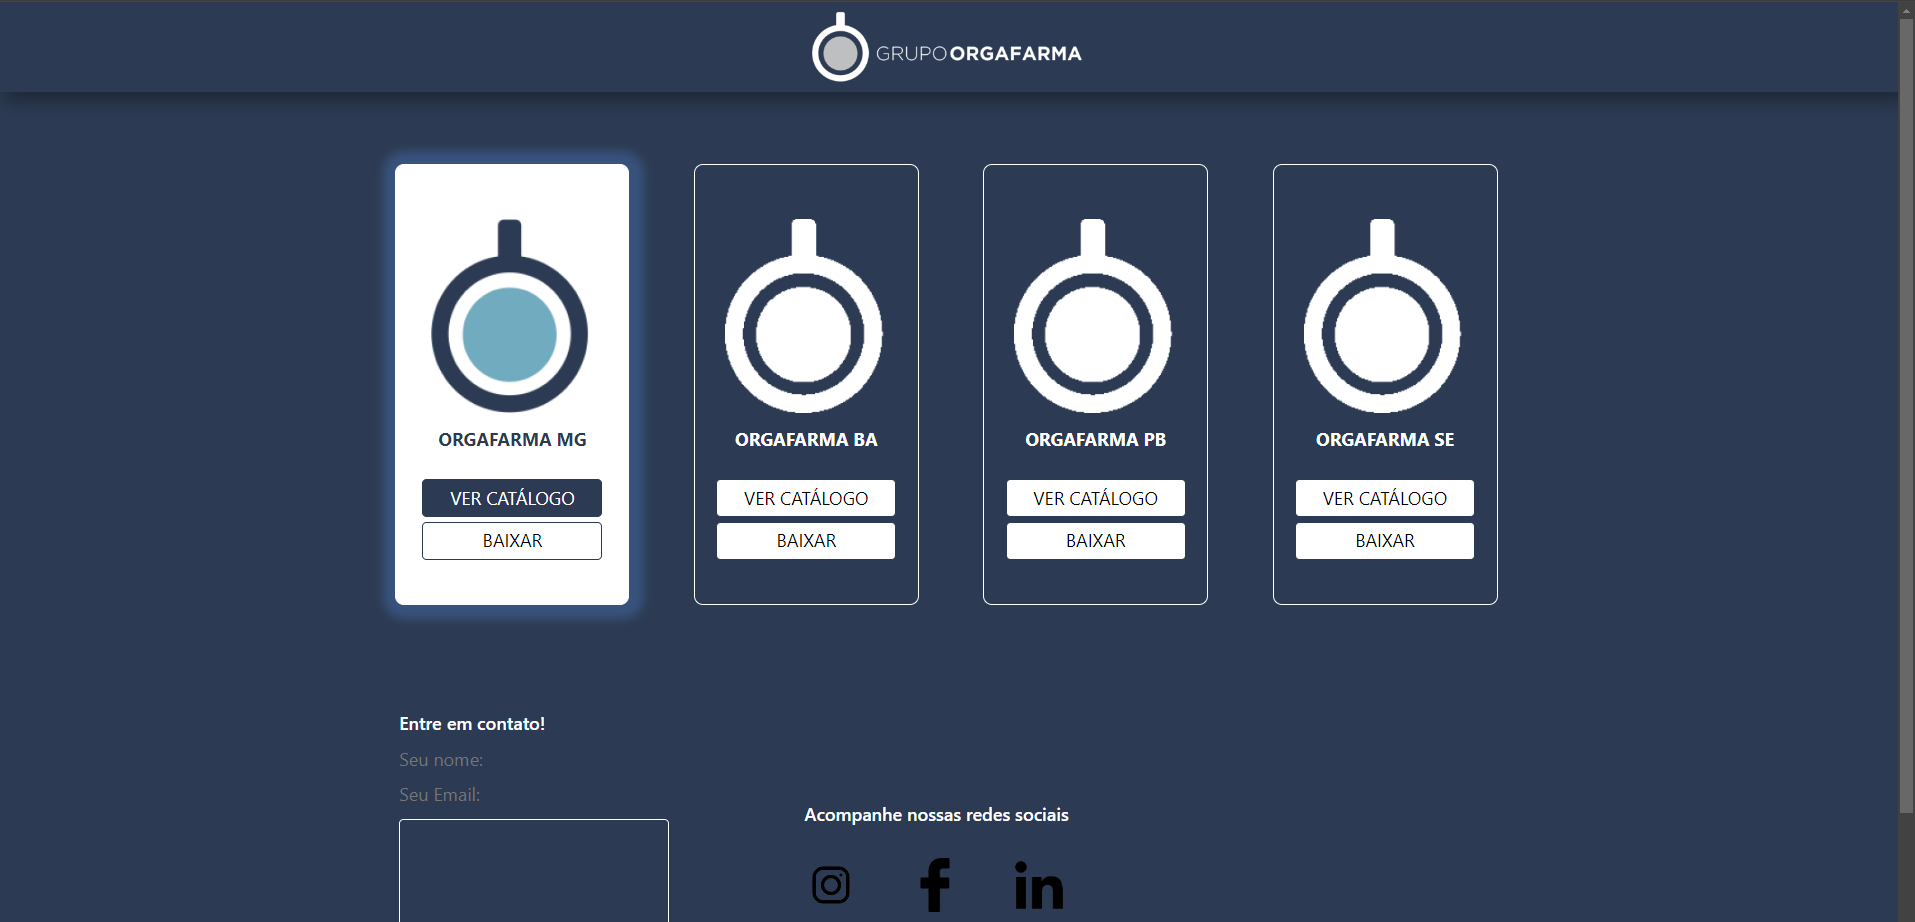 GRUPO ORGAFARMA
ORGAFARMA MG
VER CATÁLOGO
BAIXAR
ORGAFARMA BA
VER CATÁLOGO
BAIXAR
ORGAFARMA PB
VER CATÁLOGO
BAIXAR
ORGAFARMA SE
VER CATÁLOGO
BAIXAR
Entre em contato!
Seu nome:
Seu Email:
Acompanhe nossas redes sociais